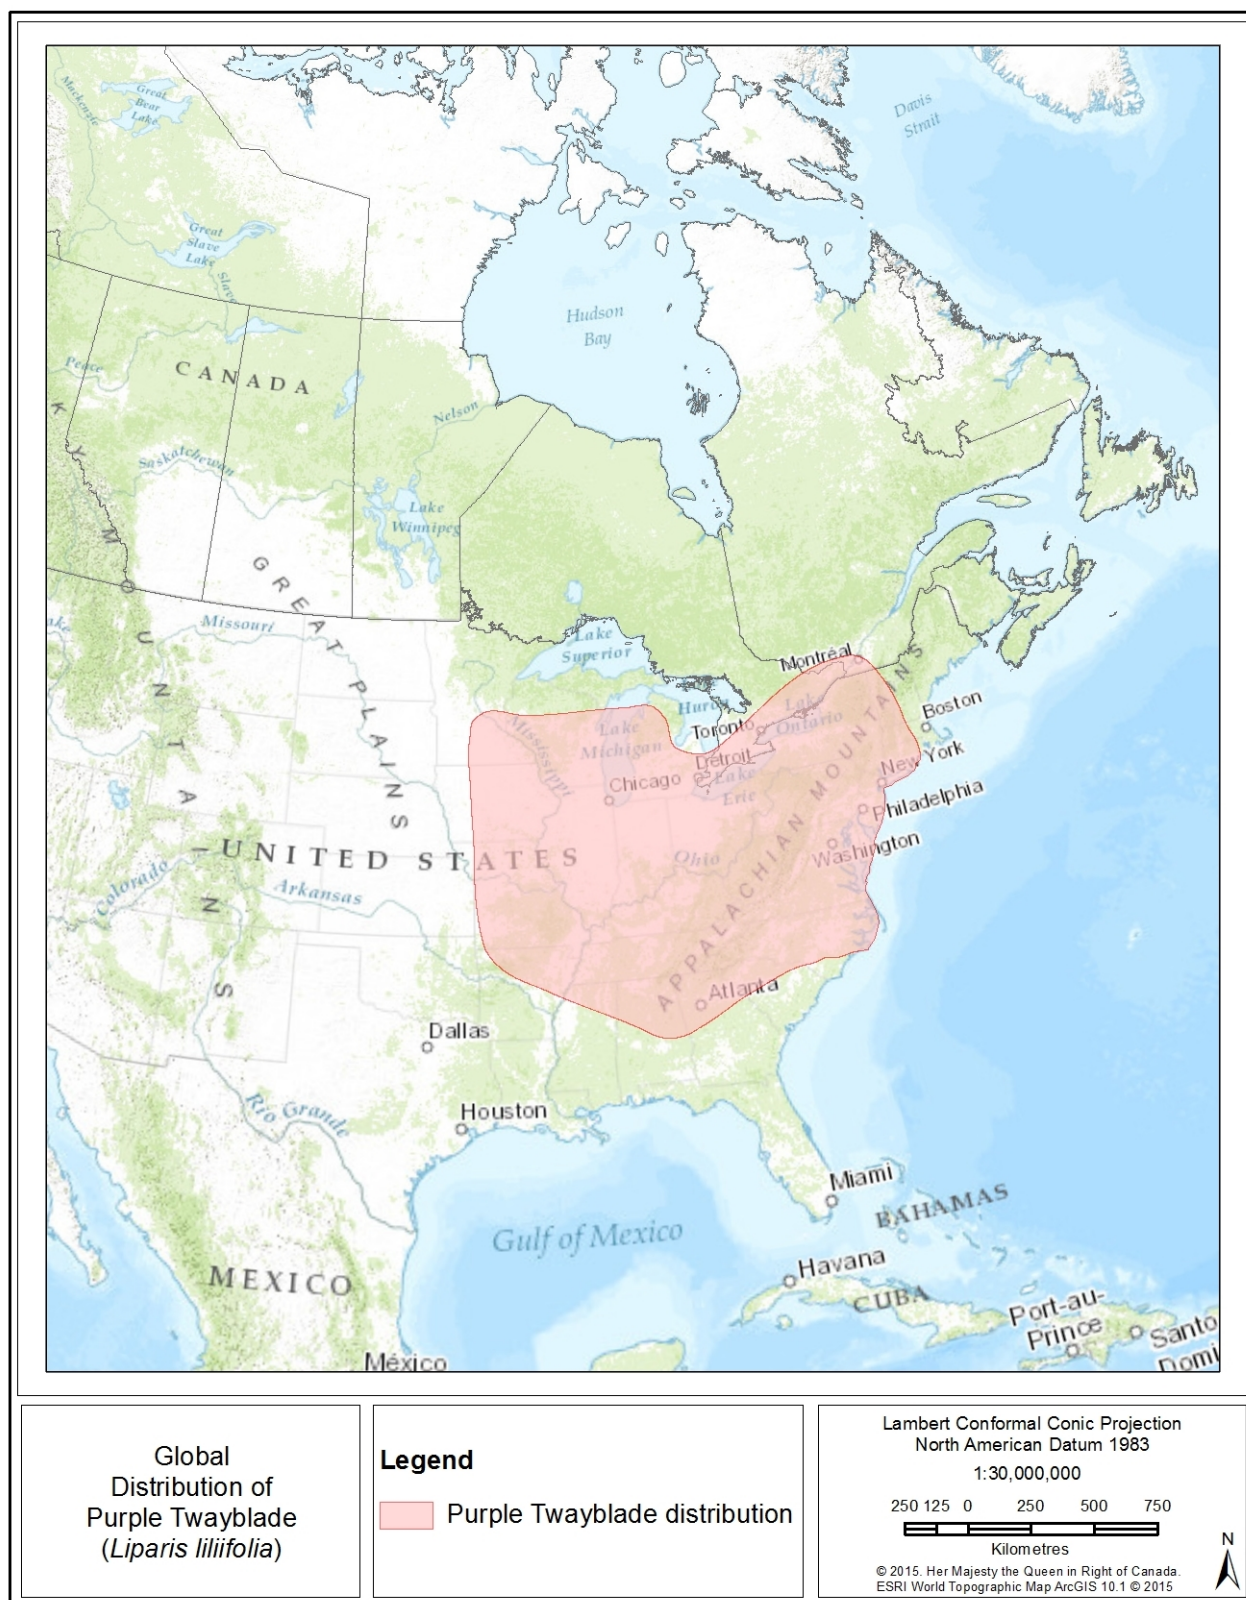 Mackenzie
Great
Bear
Lake
Davis
Strait
Great
Slave
Lake
Slave
Hudson
Bay
Peace
CANADA
Nelson
Saskatchewan
Lake
Winnipeg
K Y M O U N T A I N S
GREAT PLAINS
Missouri
Lake
Superior
Montréal
Huron
Boston
Mississippi
Lake
Michigan
Toronto
Lake
Ontario
Detroit
New York
Chicago
Lake
Erie
Philadelphia
APPALACHIAN MOUNTAINS
Washington
UNITED STATES
Ohio
Colorado
Arkansas
Atlanta
Dallas
Rio Grande
Houston
Miami
BAHAMAS
Gulf of Mexico
Havana
MEXICO
CUBA
Port-au-
Prince
Santo
Domi
México
Global
Distribution of
Purple Twayblade
(Liparis liliifolia)
Legend
Purple Twayblade distribution
Lambert Conformal Conic Projection
North American Datum 1983
1:30,000,000
250 125 0 250 500 750
Kilometres
N
© 2015. Her Majesty the Queen in Right of Canada.
ESRI World Topographic Map ArcGIS 10.1 © 2015